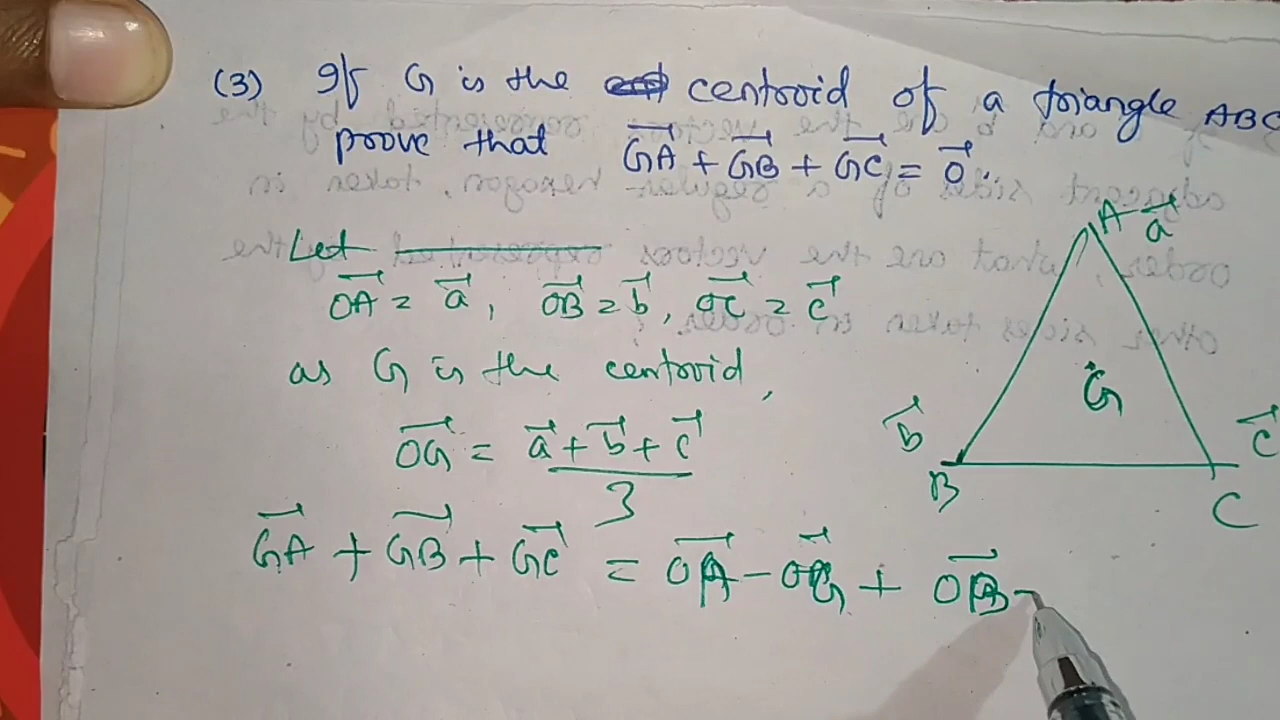 (3) If G is the centroid of a triangle ABC
prove that GA⃗ + GB⃗ + GC⃗ = 0⃗.
Let
OA⃗ = a⃗, OB⃗ = b⃗, OC⃗ = c⃗
as G is the centroid,
OG⃗ = a⃗ + b⃗ + c⃗
3
GA⃗ + GB⃗ + GC⃗ = OA⃗ - OG⃗ + OB⃗ -
A a⃗
G
b⃗
c⃗
B
C